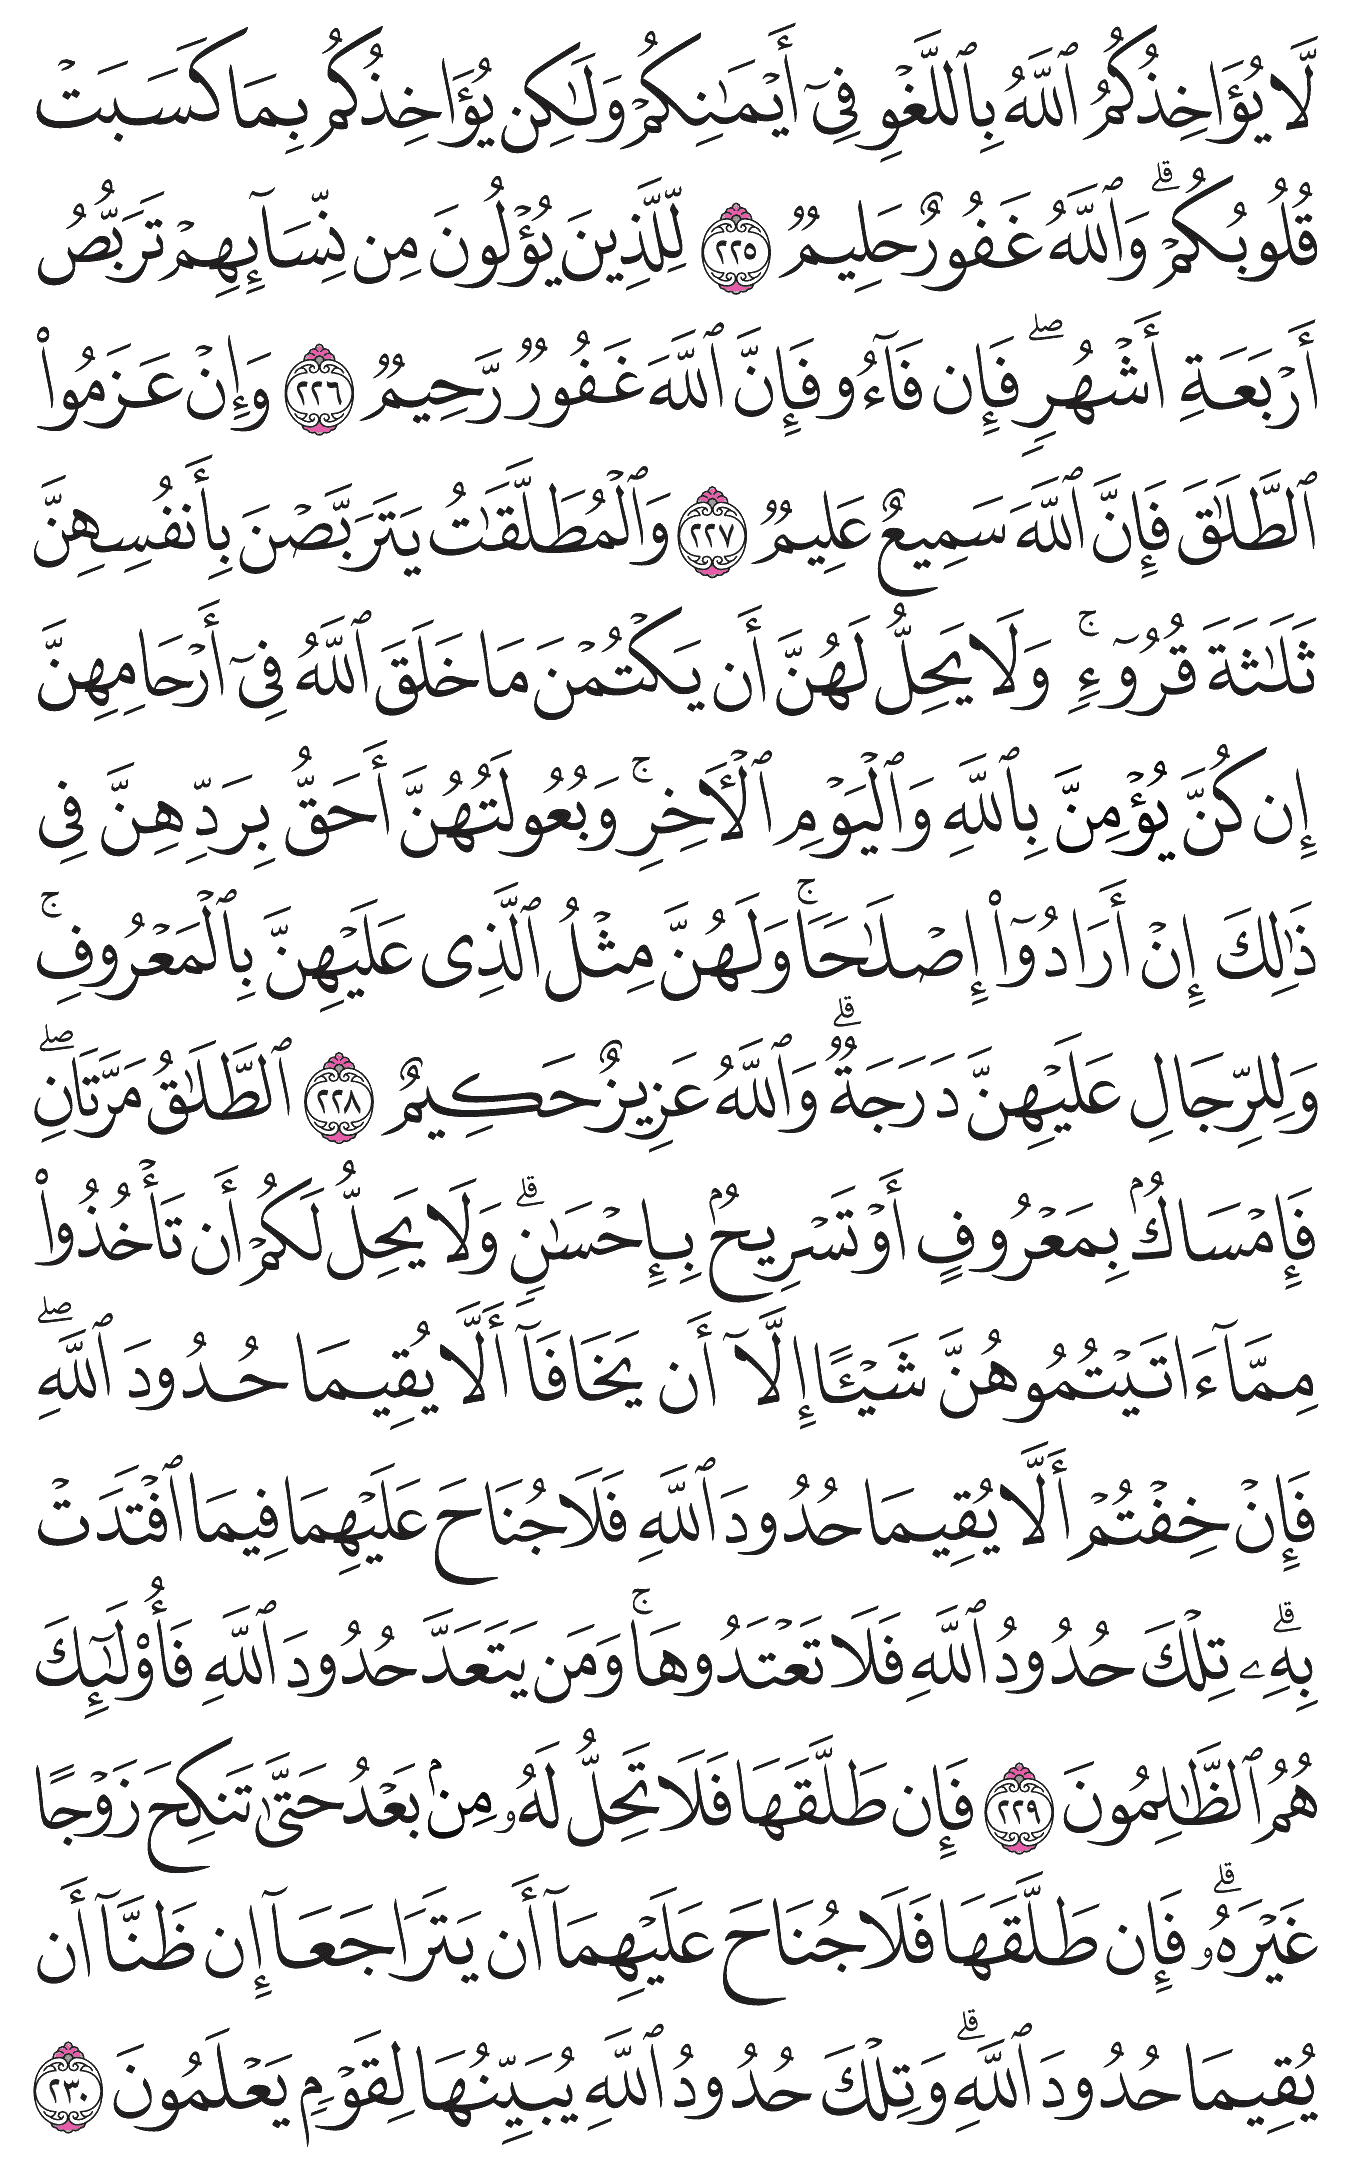 لَّا يُؤَاخِذُكُمُ ٱللَّهُ بِٱللَّغْوِ فِىٓ أَيْمَـٰنِكُمْ وَلَـٰكِن يُؤَاخِذُكُم بِمَا كَسَبَتْ
قُلُوبُكُمْ ۗ وَٱللَّهُ غَفُورٌ حَلِيمٌ ٢٢٥ لِّلَّذِينَ يُؤْلُونَ مِن نِّسَآئِهِمْ تَرَبُّصُ
أَرْبَعَةِ أَشْهُرٍ ۖ فَإِن فَآءُو فَإِنَّ ٱللَّهَ غَفُورٌ رَّحِيمٌ ٢٢٦ وَإِنْ عَزَمُوا۟
ٱلطَّلَـٰقَ فَإِنَّ ٱللَّهَ سَمِيعٌ عَلِيمٌ ٢٢٧ وَٱلْمُطَلَّقَـٰتُ يَتَرَبَّصْنَ بِأَنفُسِهِنَّ
ثَلَـٰثَةَ قُرُوٓءٍ ۚ وَلَا يَحِلُّ لَهُنَّ أَن يَكْتُمْنَ مَا خَلَقَ ٱللَّهُ فِىٓ أَرْحَامِهِنَّ
إِن كُنَّ يُؤْمِنَّ بِٱللَّهِ وَٱلْيَوْمِ ٱلْـَٔاخِرِ ۚ وَبُعُولَتُهُنَّ أَحَقُّ بِرَدِّهِنَّ فِى
ذَٰلِكَ إِنْ أَرَادُوٓا۟ إِصْلَـٰحًا ۚ وَلَهُنَّ مِثْلُ ٱلَّذِى عَلَيْهِنَّ بِٱلْمَعْرُوفِ ۚ
وَلِلرِّجَالِ عَلَيْهِنَّ دَرَجَةٌ ۗ وَٱللَّهُ عَزِيزٌ حَكِيمٌ ٢٢٨ ٱلطَّلَـٰقُ مَرَّتَانِ ۖ
فَإِمْسَاكٌۢ بِمَعْرُوفٍ أَوْ تَسْرِيحٌۢ بِإِحْسَـٰنٍ ۗ وَلَا يَحِلُّ لَكُمْ أَن تَأْخُذُوا۟
مِمَّآ ءَاتَيْتُمُوهُنَّ شَيْـًٔا إِلَّآ أَن يَخَافَآ أَلَّا يُقِيمَا حُدُودَ ٱللَّهِ ۖ
فَإِنْ خِفْتُمْ أَلَّا يُقِيمَا حُدُودَ ٱللَّهِ فَلَا جُنَاحَ عَلَيْهِمَا فِيمَا ٱفْتَدَتْ
بِهِۦ ۗ تِلْكَ حُدُودُ ٱللَّهِ فَلَا تَعْتَدُوهَا ۚ وَمَن يَتَعَدَّ حُدُودَ ٱللَّهِ فَأُو۟لَـٰٓئِكَ
هُمُ ٱلظَّـٰلِمُونَ ٢٢٩ فَإِن طَلَّقَهَا فَلَا تَحِلُّ لَهُۥ مِنۢ بَعْدُ حَتَّىٰ تَنكِحَ زَوْجًا
غَيْرَهُۥ ۗ فَإِن طَلَّقَهَا فَلَا جُنَاحَ عَلَيْهِمَآ أَن يَتَرَاجَعَآ إِن ظَنَّآ أَن
يُقِيمَا حُدُودَ ٱللَّهِ ۗ وَتِلْكَ حُدُودُ ٱللَّهِ يُبَيِّنُهَا لِقَوْمٍ يَعْلَمُونَ ٢٣٠